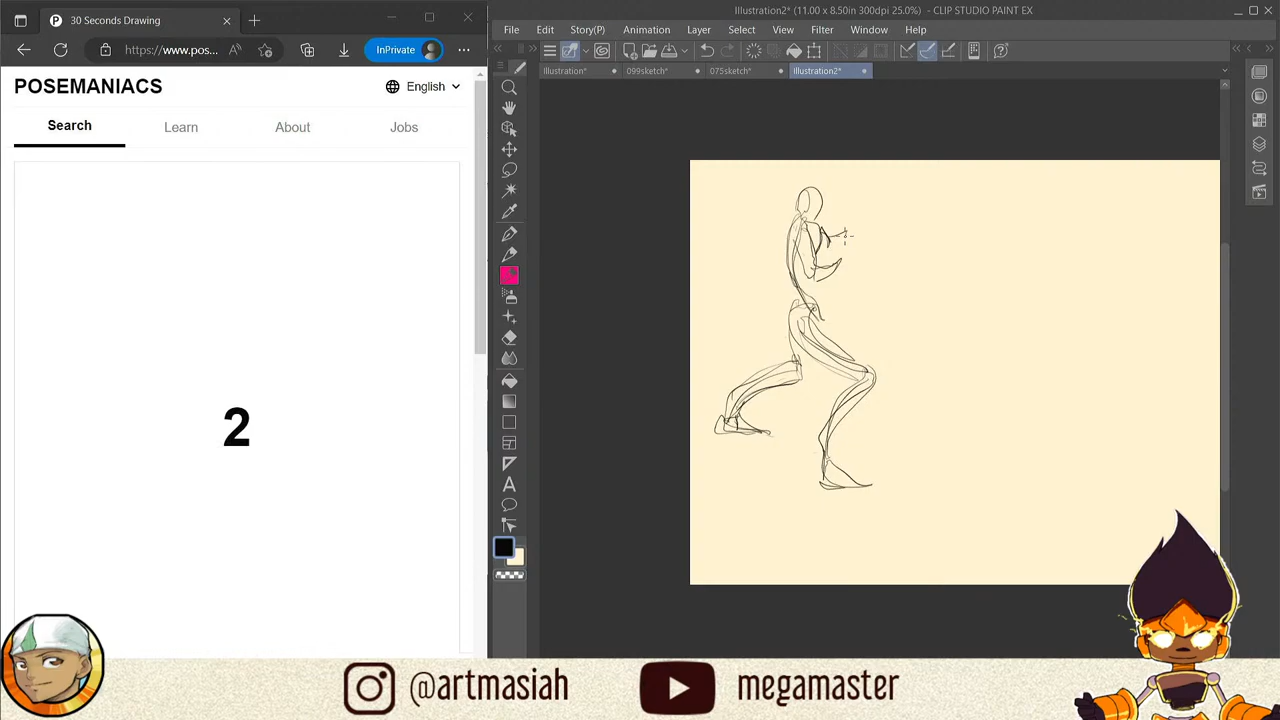 30 Seconds Drawing
https://www.pos...
InPrivate
POSEMANIACS
English
Search
Learn
About
Jobs
2
Illustration2* (11.00 x 8.50in 300dpi 25.0%) - CLIP STUDIO PAINT EX
File
Edit
Story(P)
Animation
Layer
Select
View
Filter
Window
Help
Illustration*
099sketch*
075sketch*
Illustration2*
@artmasiah
megamaster